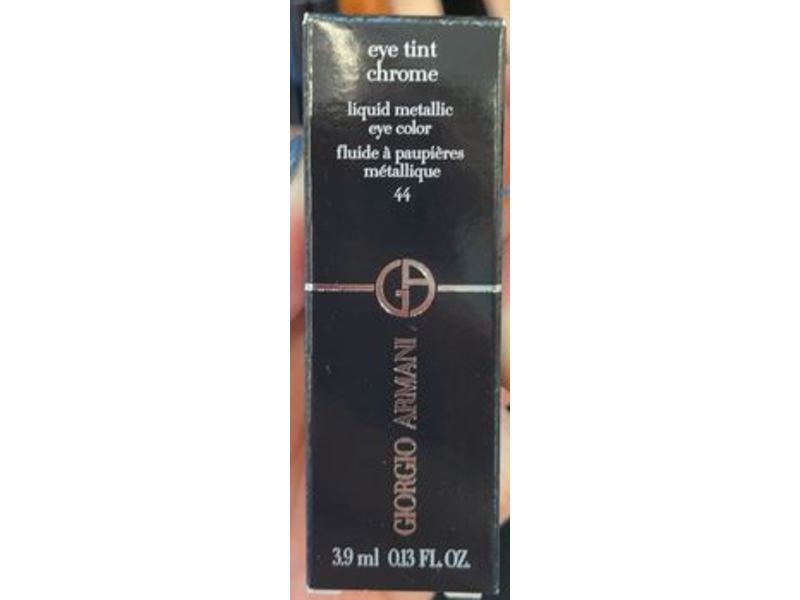 eye tint
chrome
liquid metallic
eye color
fluide à paupières
métallique
44
GA
GIORGIO ARMANI
3.9 ml 0.13 FL. OZ.